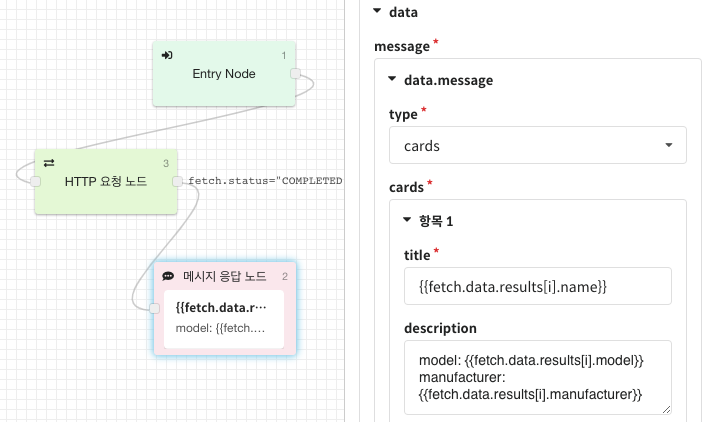 1
Entry Node
3
HTTP 요청 노드
fetch.status="COMPLETED
메시지 응답 노드 2
{{fetch.data.r…
model: {{fetch.…
data
message*
data.message
type*
cards
cards*
항목 1
title*
{{fetch.data.results[i].name}}
description
model: {{fetch.data.results[i].model}}
manufacturer:
{{fetch.data.results[i].manufacturer}}